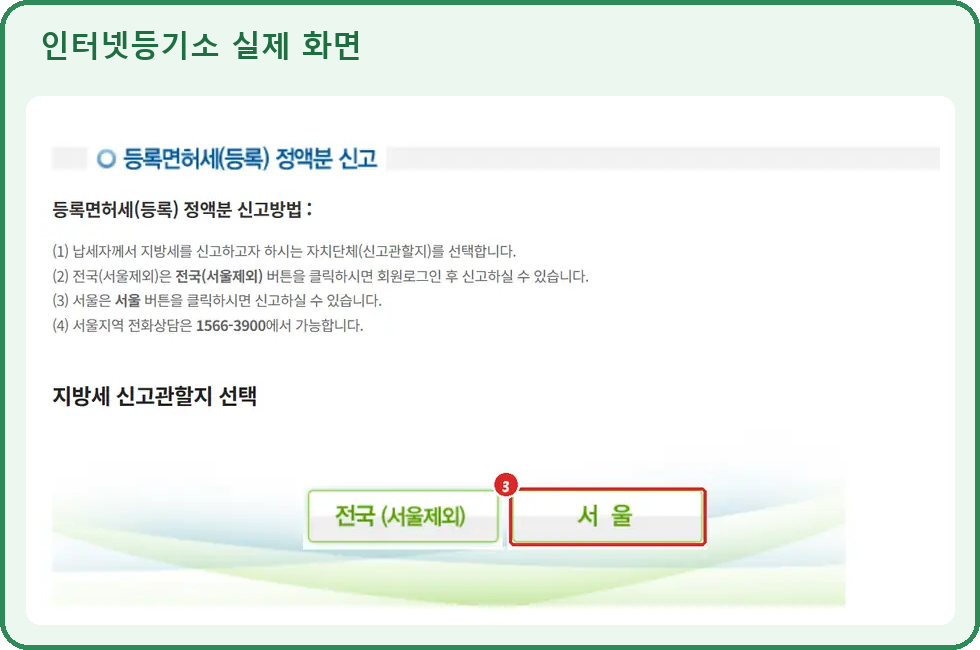 인터넷등기소 실제 화면
등록면허세(등록) 정액분 신고
등록면허세(등록) 정액분 신고방법 :
(1) 납세자께서 지방세를 신고하고자 하시는 자치단체(신고관할지)를 선택합니다.
(2) 전국(서울제외)은 전국(서울제외) 버튼을 클릭하시면 회원로그인 후 신고하실 수 있습니다.
(3) 서울은 서울 버튼을 클릭하시면 신고하실 수 있습니다.
(4) 서울지역 전화상담은 1566-3900에서 가능합니다.
지방세 신고관할지 선택
3
전국 (서울제외)
서 울